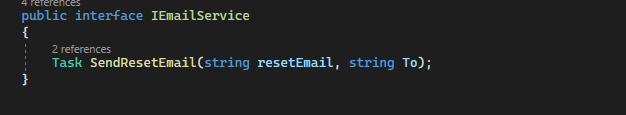 4 references
public interface IEmailService
{
2 references
Task SendResetEmail(string resetEmail, string To);
}